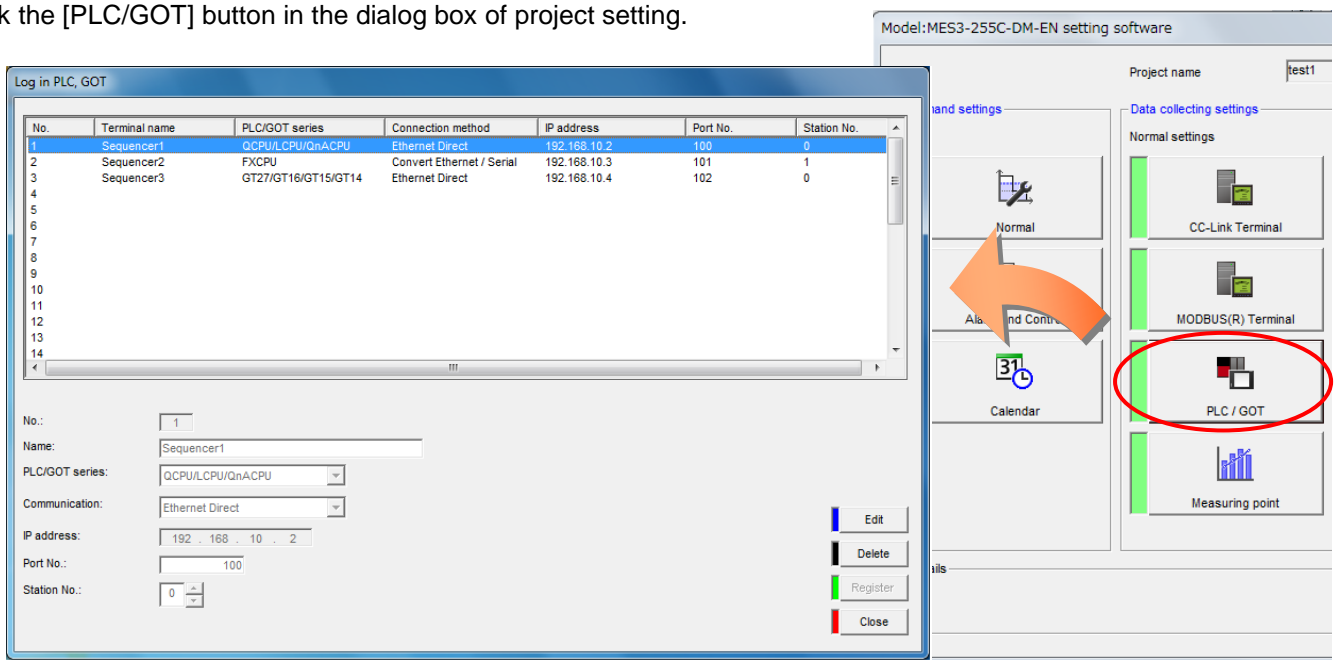 k the [PLC/GOT] button in the dialog box of project setting.
Model:MES3-255C-DM-EN setting software
Project name test1
and settings
Data collecting settings
Normal settings
Normal
CC-Link Terminal
MODBUS(R) Terminal
31
Calendar
PLC / GOT
Measuring point
ails
Log in PLC, GOT
No. Terminal name PLC/GOT series Connection method IP address Port No. Station No.
1 Sequencer1 QCPU/LCPU/QnACPU Ethernet Direct 192.168.10.2 100 0
2 Sequencer2 FXCPU Convert Ethernet / Serial 192.168.10.3 101 1
3 Sequencer3 GT27/GT16/GT15/GT14 Ethernet Direct 192.168.10.4 102 0
4
5
6
7
8
9
10
11
12
13
14
No.: 1
Name: Sequencer1
PLC/GOT series: QCPU/LCPU/QnACPU
Communication: Ethernet Direct
IP address: 192 . 168 . 10 . 2
Port No.: 100
Station No.: 0
Edit
Delete
Register
Close